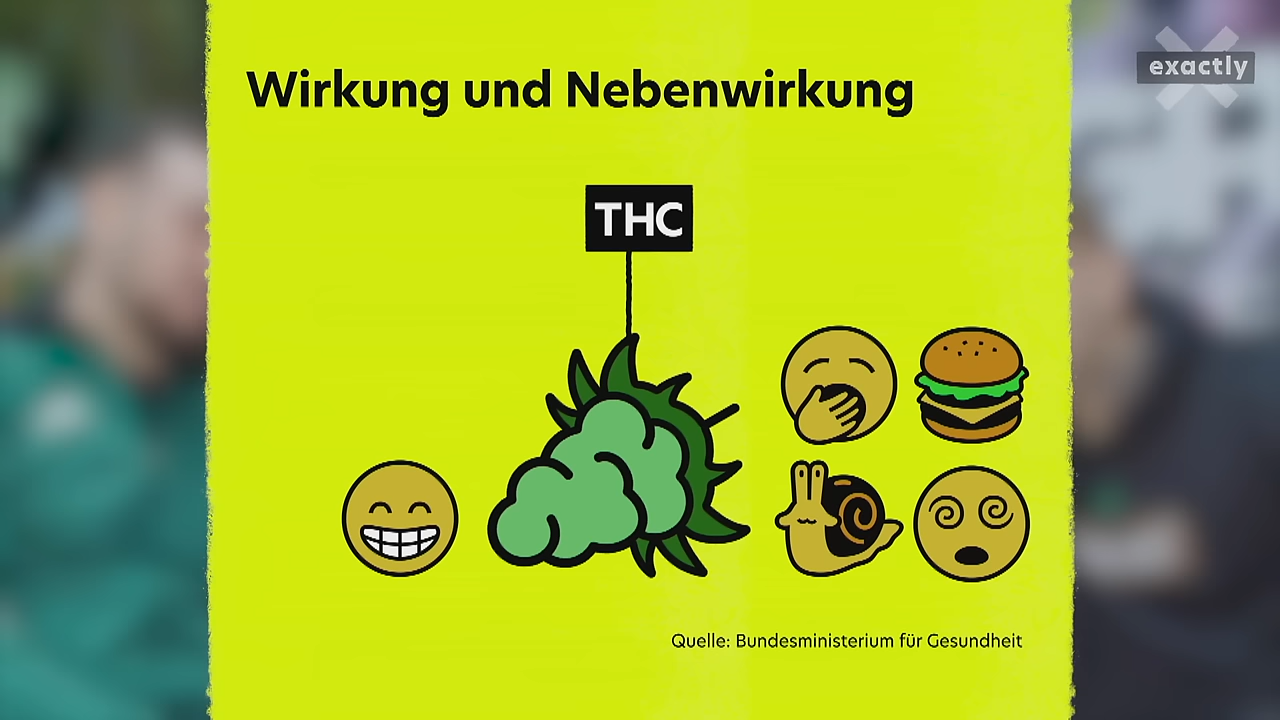 exactly
Wirkung und Nebenwirkung
THC
Quelle: Bundesministerium für Gesundheit